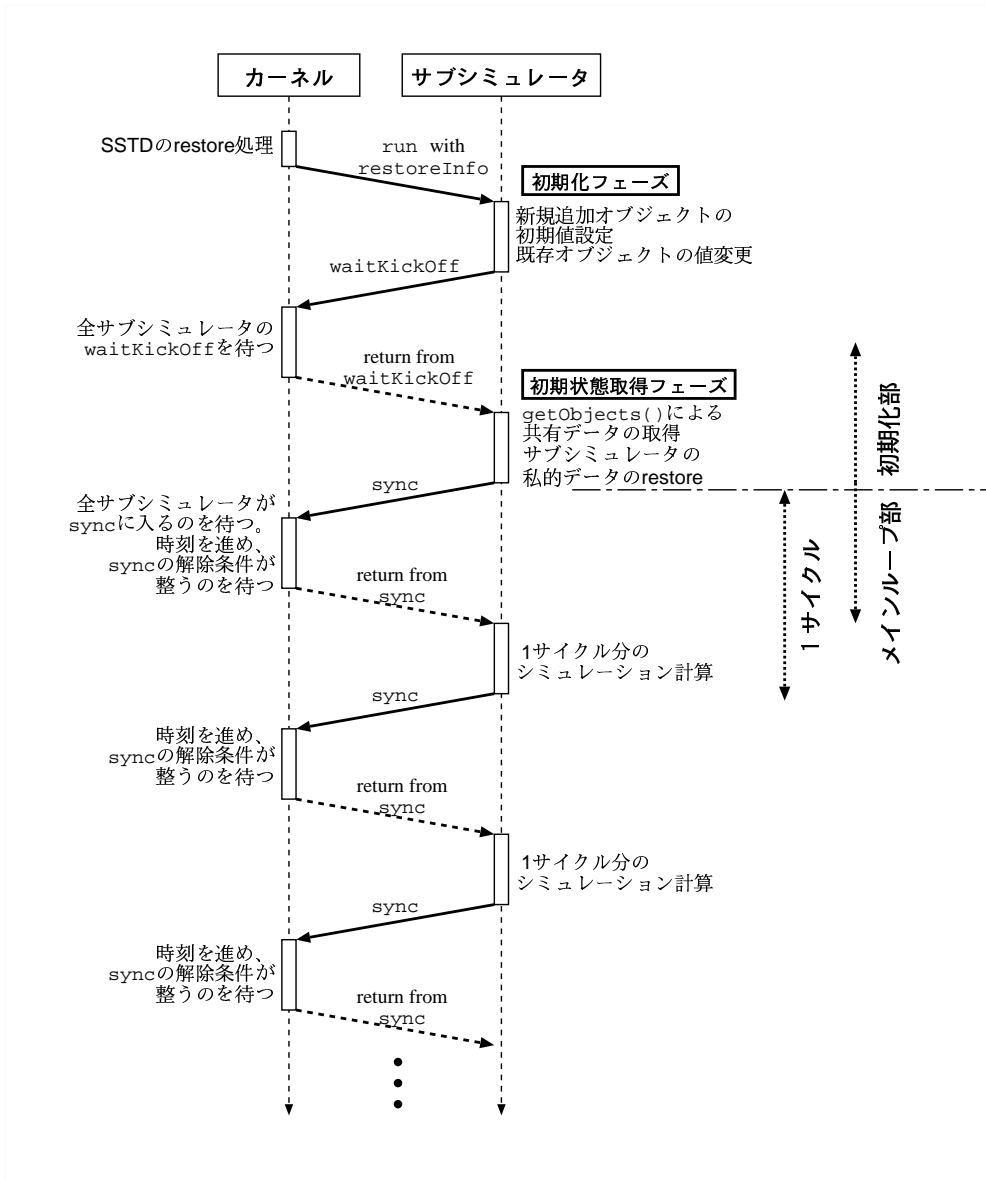 カーネル
サブシミュレータ
SSTDのrestore処理
run with
restoreInfo
初期化フェーズ
新規追加オブジェクトの
初期値設定
既存オブジェクトの値変更
waitKickOff
全サブシミュレータの
waitKickOffを待つ
return from
waitKickOff
初期状態取得フェーズ
getObjects()による
共有データの取得
サブシミュレータの
私的データのrestore
初期化部
sync
全サブシミュレータが
syncに入るのを待つ。
時刻を進め、
syncの解除条件が
整うのを待つ
メインループ部
1サイクル
return from
sync
1サイクル分の
シミュレーション計算
sync
時刻を進め、
syncの解除条件が
整うのを待つ
return from
sync
1サイクル分の
シミュレーション計算
sync
時刻を進め、
syncの解除条件が
整うのを待つ
return from
sync